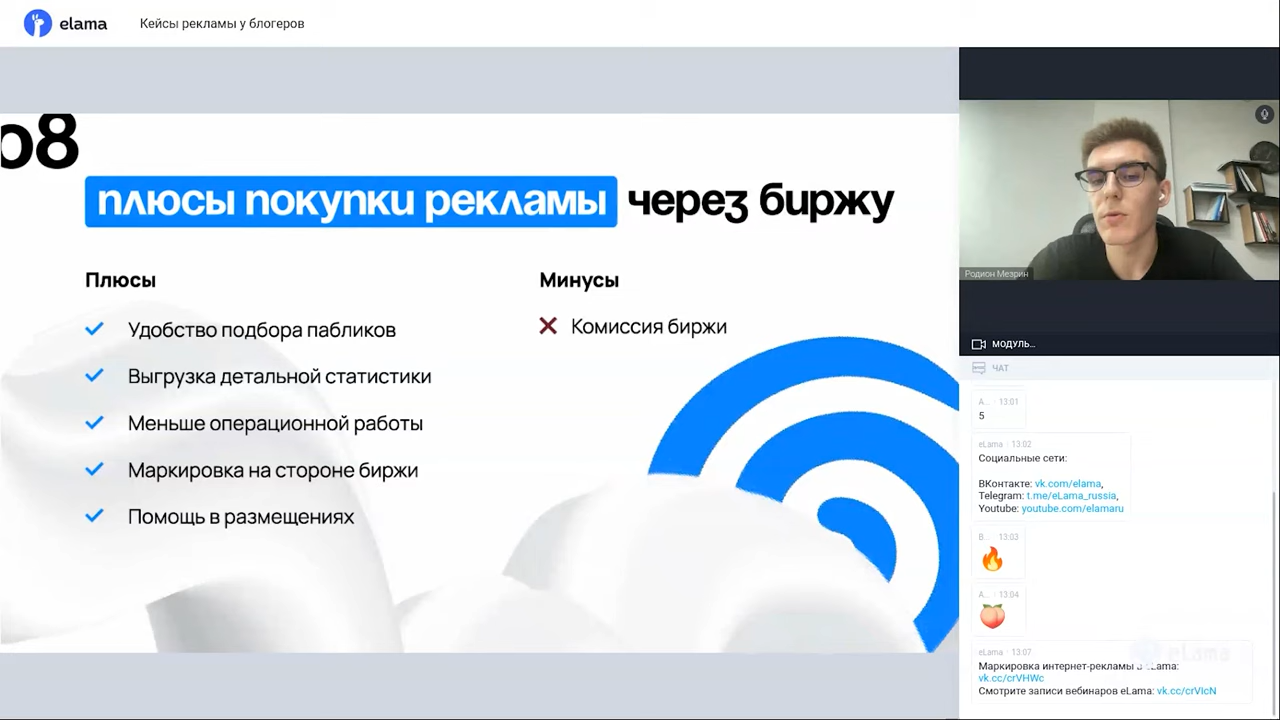 elama
Кейсы рекламы у блогеров
08
плюсы покупки рекламы через биржу
Плюсы
Удобство подбора пабликов
Выгрузка детальной статистики
Меньше операционной работы
Маркировка на стороне биржи
Помощь в размещениях
Минусы
Комиссия биржи
Родион Мезрин
МОДУЛЬ...
ЧАТ
А... 13:01
5
eLama 13:02
Социальные сети:
ВКонтакте: vk.com/elama,
Telegram: t.me/eLama_russia,
Youtube: youtube.com/elamaru
В... 13:03
А... 13:04
eLama 13:07
Маркировка интернет-рекламы в eLama:
vk.cc/crVHWc
Смотрите записи вебинаров eLama: vk.cc/crVIcN
eLama